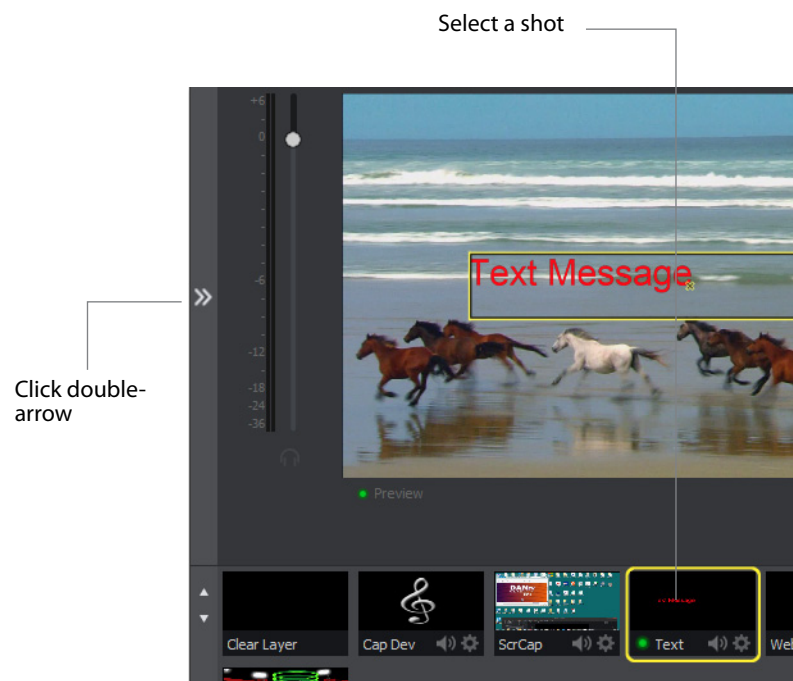 Select a shot
+6
-
0
-
-
-
-6
-
-
-12
-
-18
-24
-36
Text Message
Click double-
arrow
Preview
Clear Layer
Cap Dev
ScrCap
Text
Web